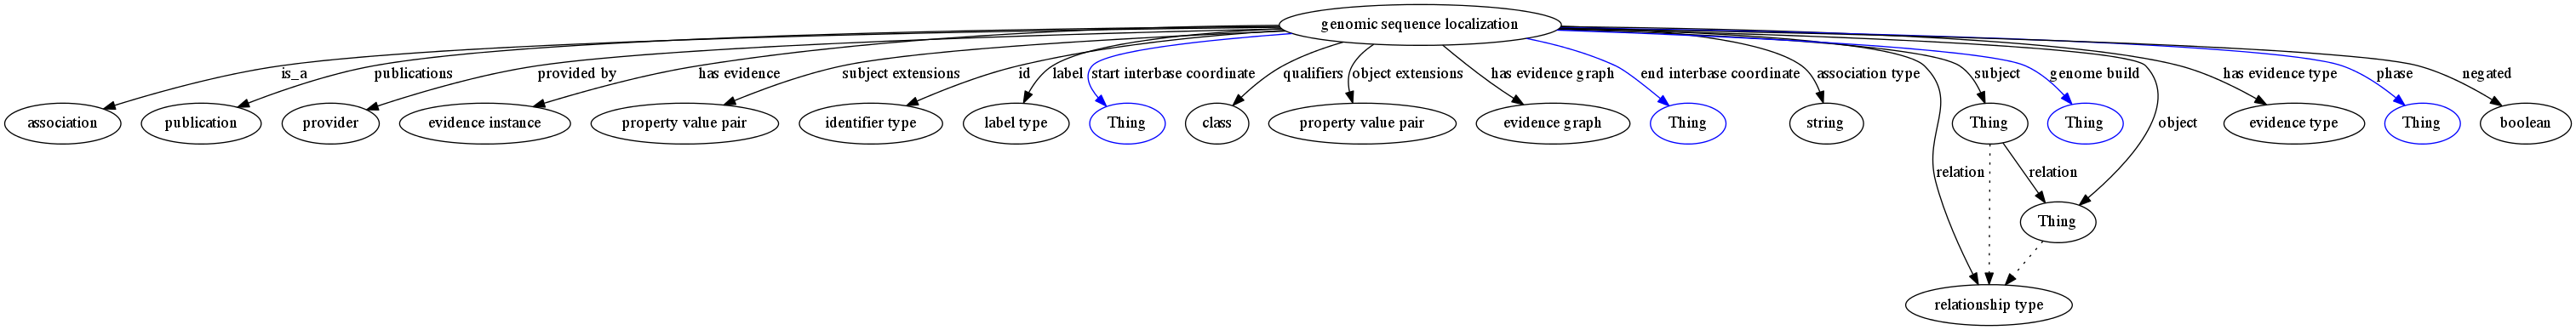 genomic sequence localization
is_a
publications
provided by
has evidence
subject extensions
id
label
start interbase coordinate
qualifiers
object extensions
has evidence graph
end interbase coordinate
association type
subject
genome build
has evidence type
phase
negated
association
publication
provider
evidence instance
property value pair
identifier type
label type
Thing
class
property value pair
evidence graph
Thing
string
Thing
Thing
object
evidence type
Thing
boolean
relation
relation
Thing
relationship type